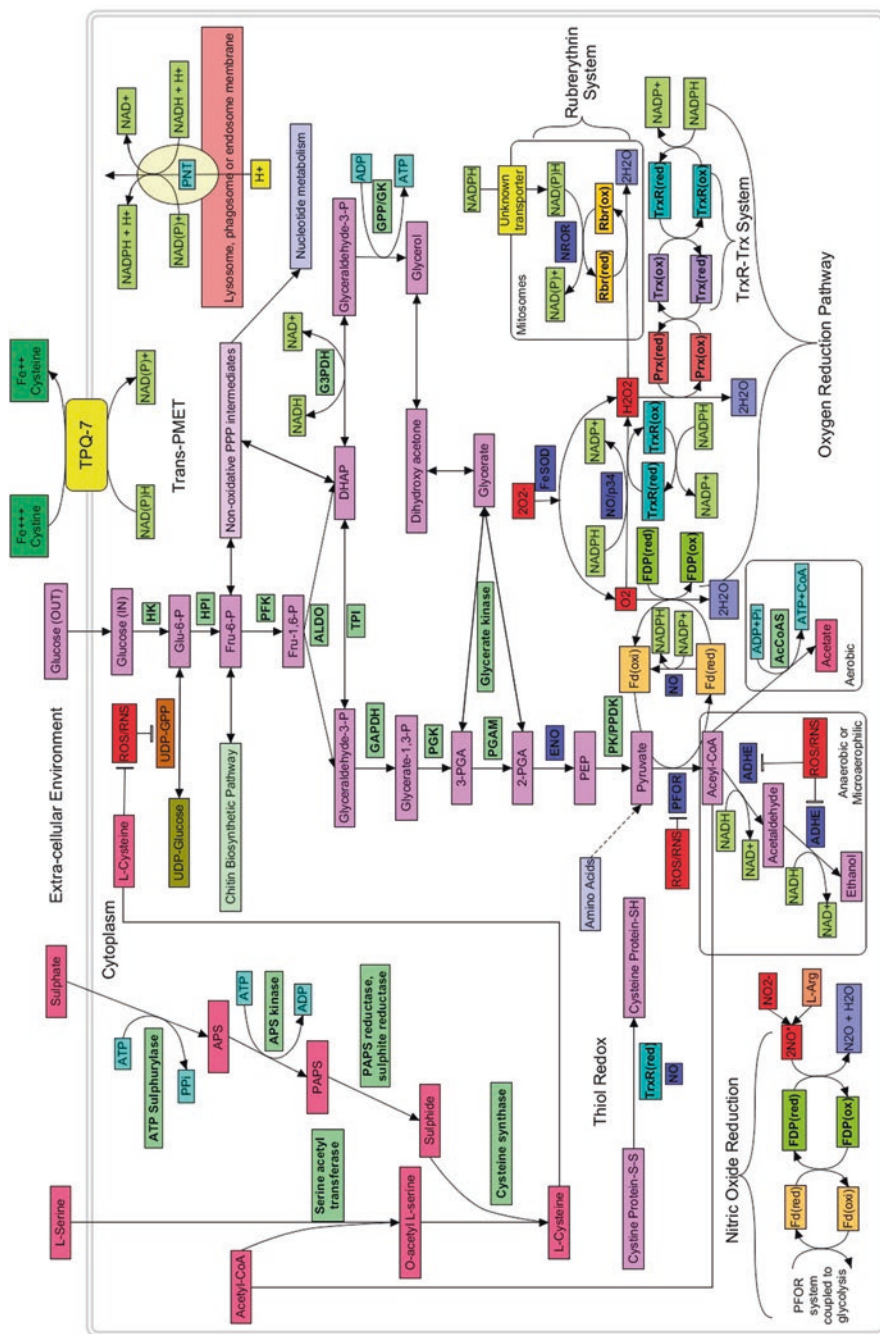 Extra-cellular Environment
Cytoplasm
L-Serine
Sulphate
ATP
PPi
ATP Sulphurylase
APS
ATP
ADP
APS kinase
PAPS
PAPS reductase,
sulphite reductase
Sulphide
Acetyl-CoA
Serine acetyl
transferase
O-acetyl L-serine
Cysteine synthase
L-Cysteine
L-Cysteine
ROS/RNS
UDP-GPP
UDP-Glucose
Chitin Biosynthetic Pathway
Glucose (OUT)
Glucose (IN)
HK
Glu-6-P
HPI
Fru-6-P
PFK
Fru-1,6-P
ALDO
TPI
Glyceraldehyde-3-P
GAPDH
Glycerate-1,3-P
PGK
3-PGA
PGAM
2-PGA
ENO
PEP
PK/PPDK
Pyruvate
Amino Acids
Glycerate kinase
Fe+++
Cystine
TPQ-7
Fe++
Cysteine
NAD(P)H
NAD(P)+
Trans-PMET
Non-oxidative PPP intermediates
Nucleotide metabolism
DHAP
NADH
NAD+
G3PDH
Glyceraldehyde-3-P
ADP
GPP/GK
ATP
Glycerol
Dihydroxy acetone
Glycerate
NADPH + H+
NAD+
PNT
NAD(P)+
NADH + H+
Lysosome, phagosome or endosome membrane
H+
Thiol Redox
Cystine Protein-S-S
Cysteine Protein-SH
TrxR(red)
NO
ROS/RNS
PFOR
Aceyl-CoA
Fd(oxi)
NADPH
NADP+
NO
Fd(red)
NADH
NAD+
ADHE
Acetaldehyde
ROS/RNS
NADH
NAD+
ADHE
Ethanol
Anaerobic or
Microaerophilic
ADP+Pi
AcCoAS
ATP+CoA
Acetate
Aerobic
2O2-
FeSOD
O2
H2O2
NADPH
NO/p34
NADP+
FDP(red)
FDP(ox)
2H2O
TrxR(red)
TrxR(ox)
NADP+
NADPH
Prx(red)
Prx(ox)
2H2O
Trx(ox)
Trx(red)
TrxR(red)
TrxR(ox)
NADP+
NADPH
TrxR-Trx System
Oxygen Reduction Pathway
NADPH
Unknown
transporter
Mitosomes
NAD(P)+
NAD(P)H
NROR
Rbr(red)
Rbr(ox)
2H2O
Rubrerythrin
System
Nitric Oxide Reduction
PFOR
system
coupled to
glycolysis
Fd(red)
Fd(oxi)
FDP(red)
FDP(ox)
NO2-
L-Arg
2NO*
N2O + H2O